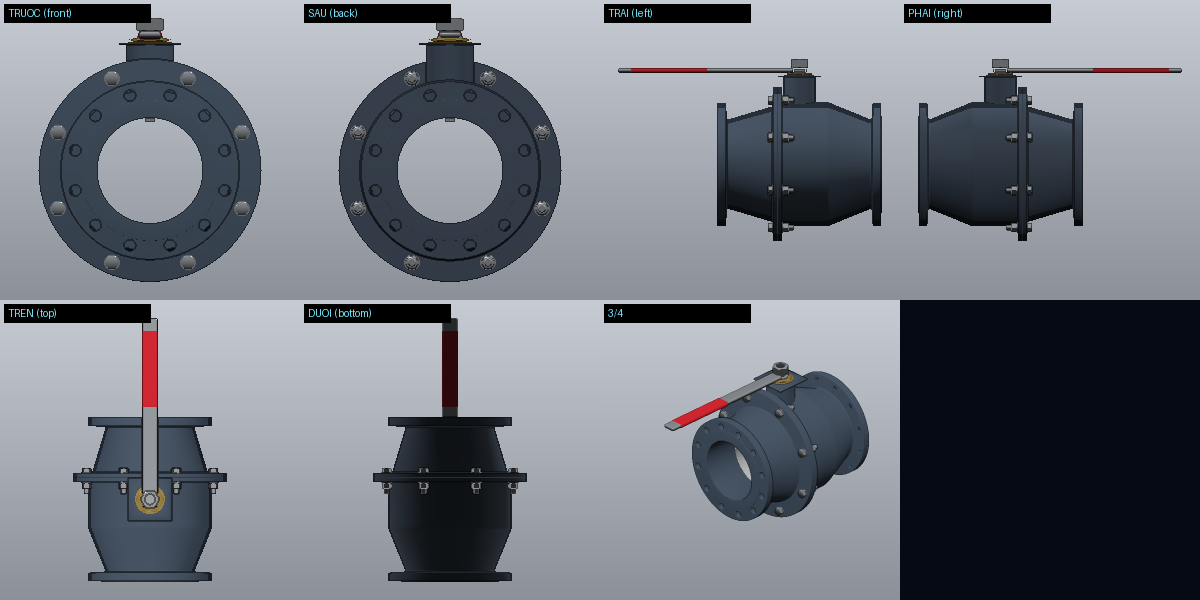 TRUOC (front)
SAU (back)
TRAI (left)
PHAI (right)
TREN (top)
DUOI (bottom)
3/4